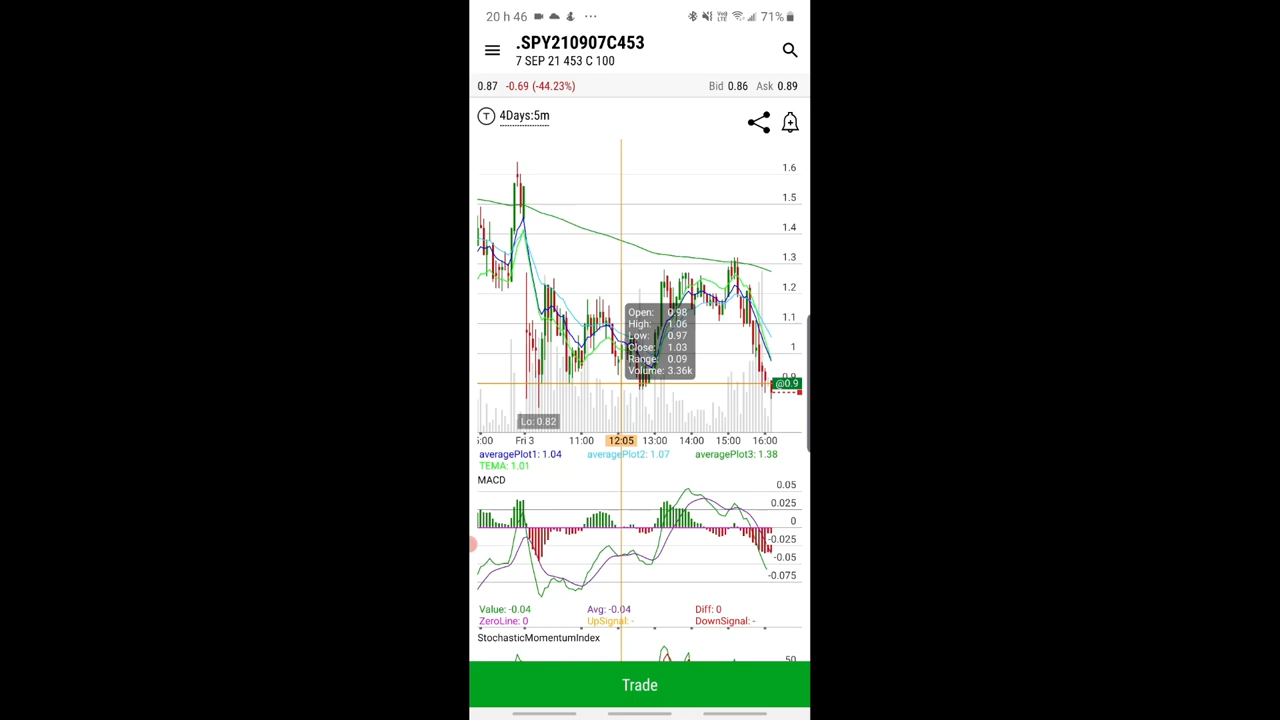 20 h 46 71%
.SPY210907C453
7 SEP 21 453 C 100
0.87 -0.69 (-44.23%) Bid 0.86 Ask 0.89
T 4Days:5m
1.6
1.5
1.4
1.3
1.2
1.1
1
0.9
@0.9
Open: 0.98
High: 1.06
Low: 0.97
Close: 1.03
Range: 0.09
Volume: 3.36k
Lo: 0.82
5:00 Fri 3 11:00 12:05 13:00 14:00 15:00 16:00
averagePlot1: 1.04 averagePlot2: 1.07 averagePlot3: 1.38
TEMA: 1.01
MACD
0.05
0.025
0
-0.025
-0.05
-0.075
Value: -0.04 Avg: -0.04 Diff: 0
ZeroLine: 0 UpSignal: - DownSignal: -
StochasticMomentumIndex
50
Trade